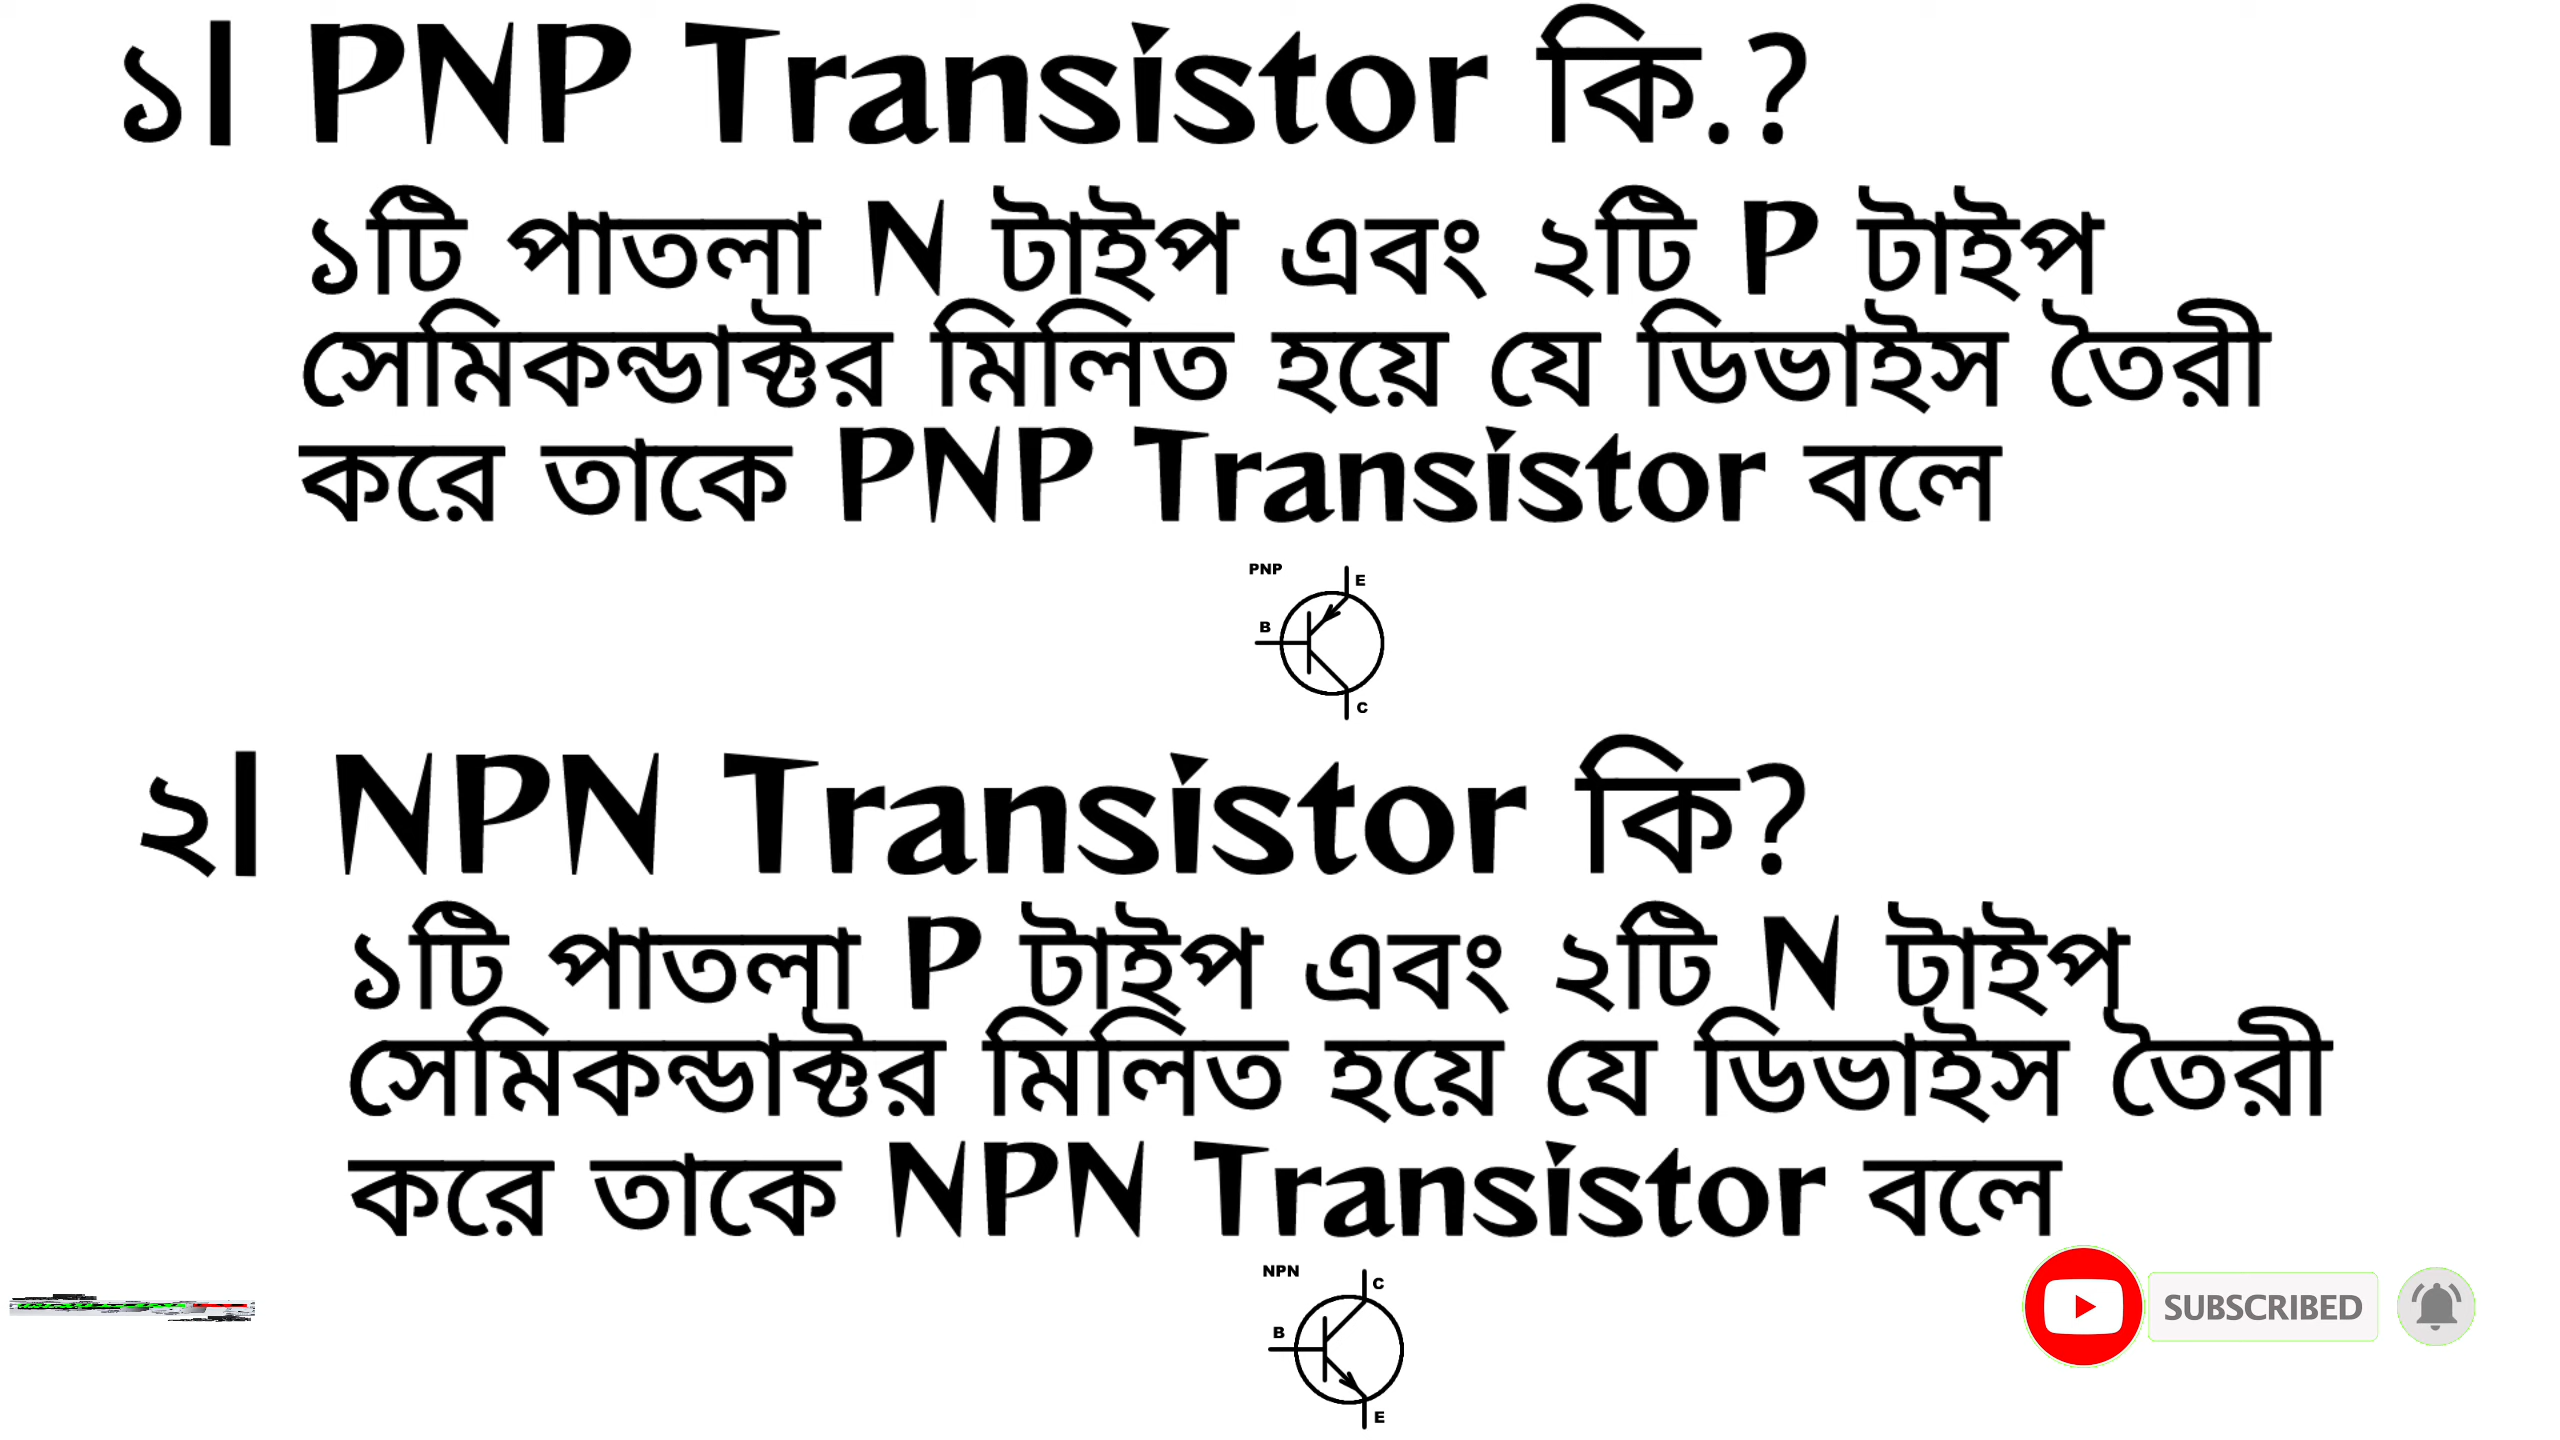 ১। PNP Transistor কি.?
১টি পাতলা N টাইপ এবং ২টি P টাইপ
সেমিকন্ডাক্টর মিলিত হয়ে যে ডিভাইস তৈরী
করে তাকে PNP Transistor বলে
PNP
E
B
C
২। NPN Transistor কি?
১টি পাতলা P টাইপ এবং ২টি N টাইপ
সেমিকন্ডাক্টর মিলিত হয়ে যে ডিভাইস তৈরী
করে তাকে NPN Transistor বলে
NPN
C
B
E
SUBSCRIBED